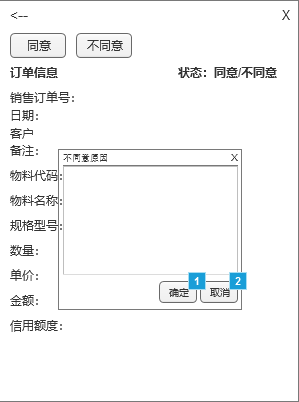 <-- X
同意 不同意
订单信息 状态：同意/不同意
销售订单号：
日期：
客户
备注：
不同意原因 X
物料代码：
物料名称：
规格型号：
数量：
单价：
1 2
确定 取消
金额：
信用额度：